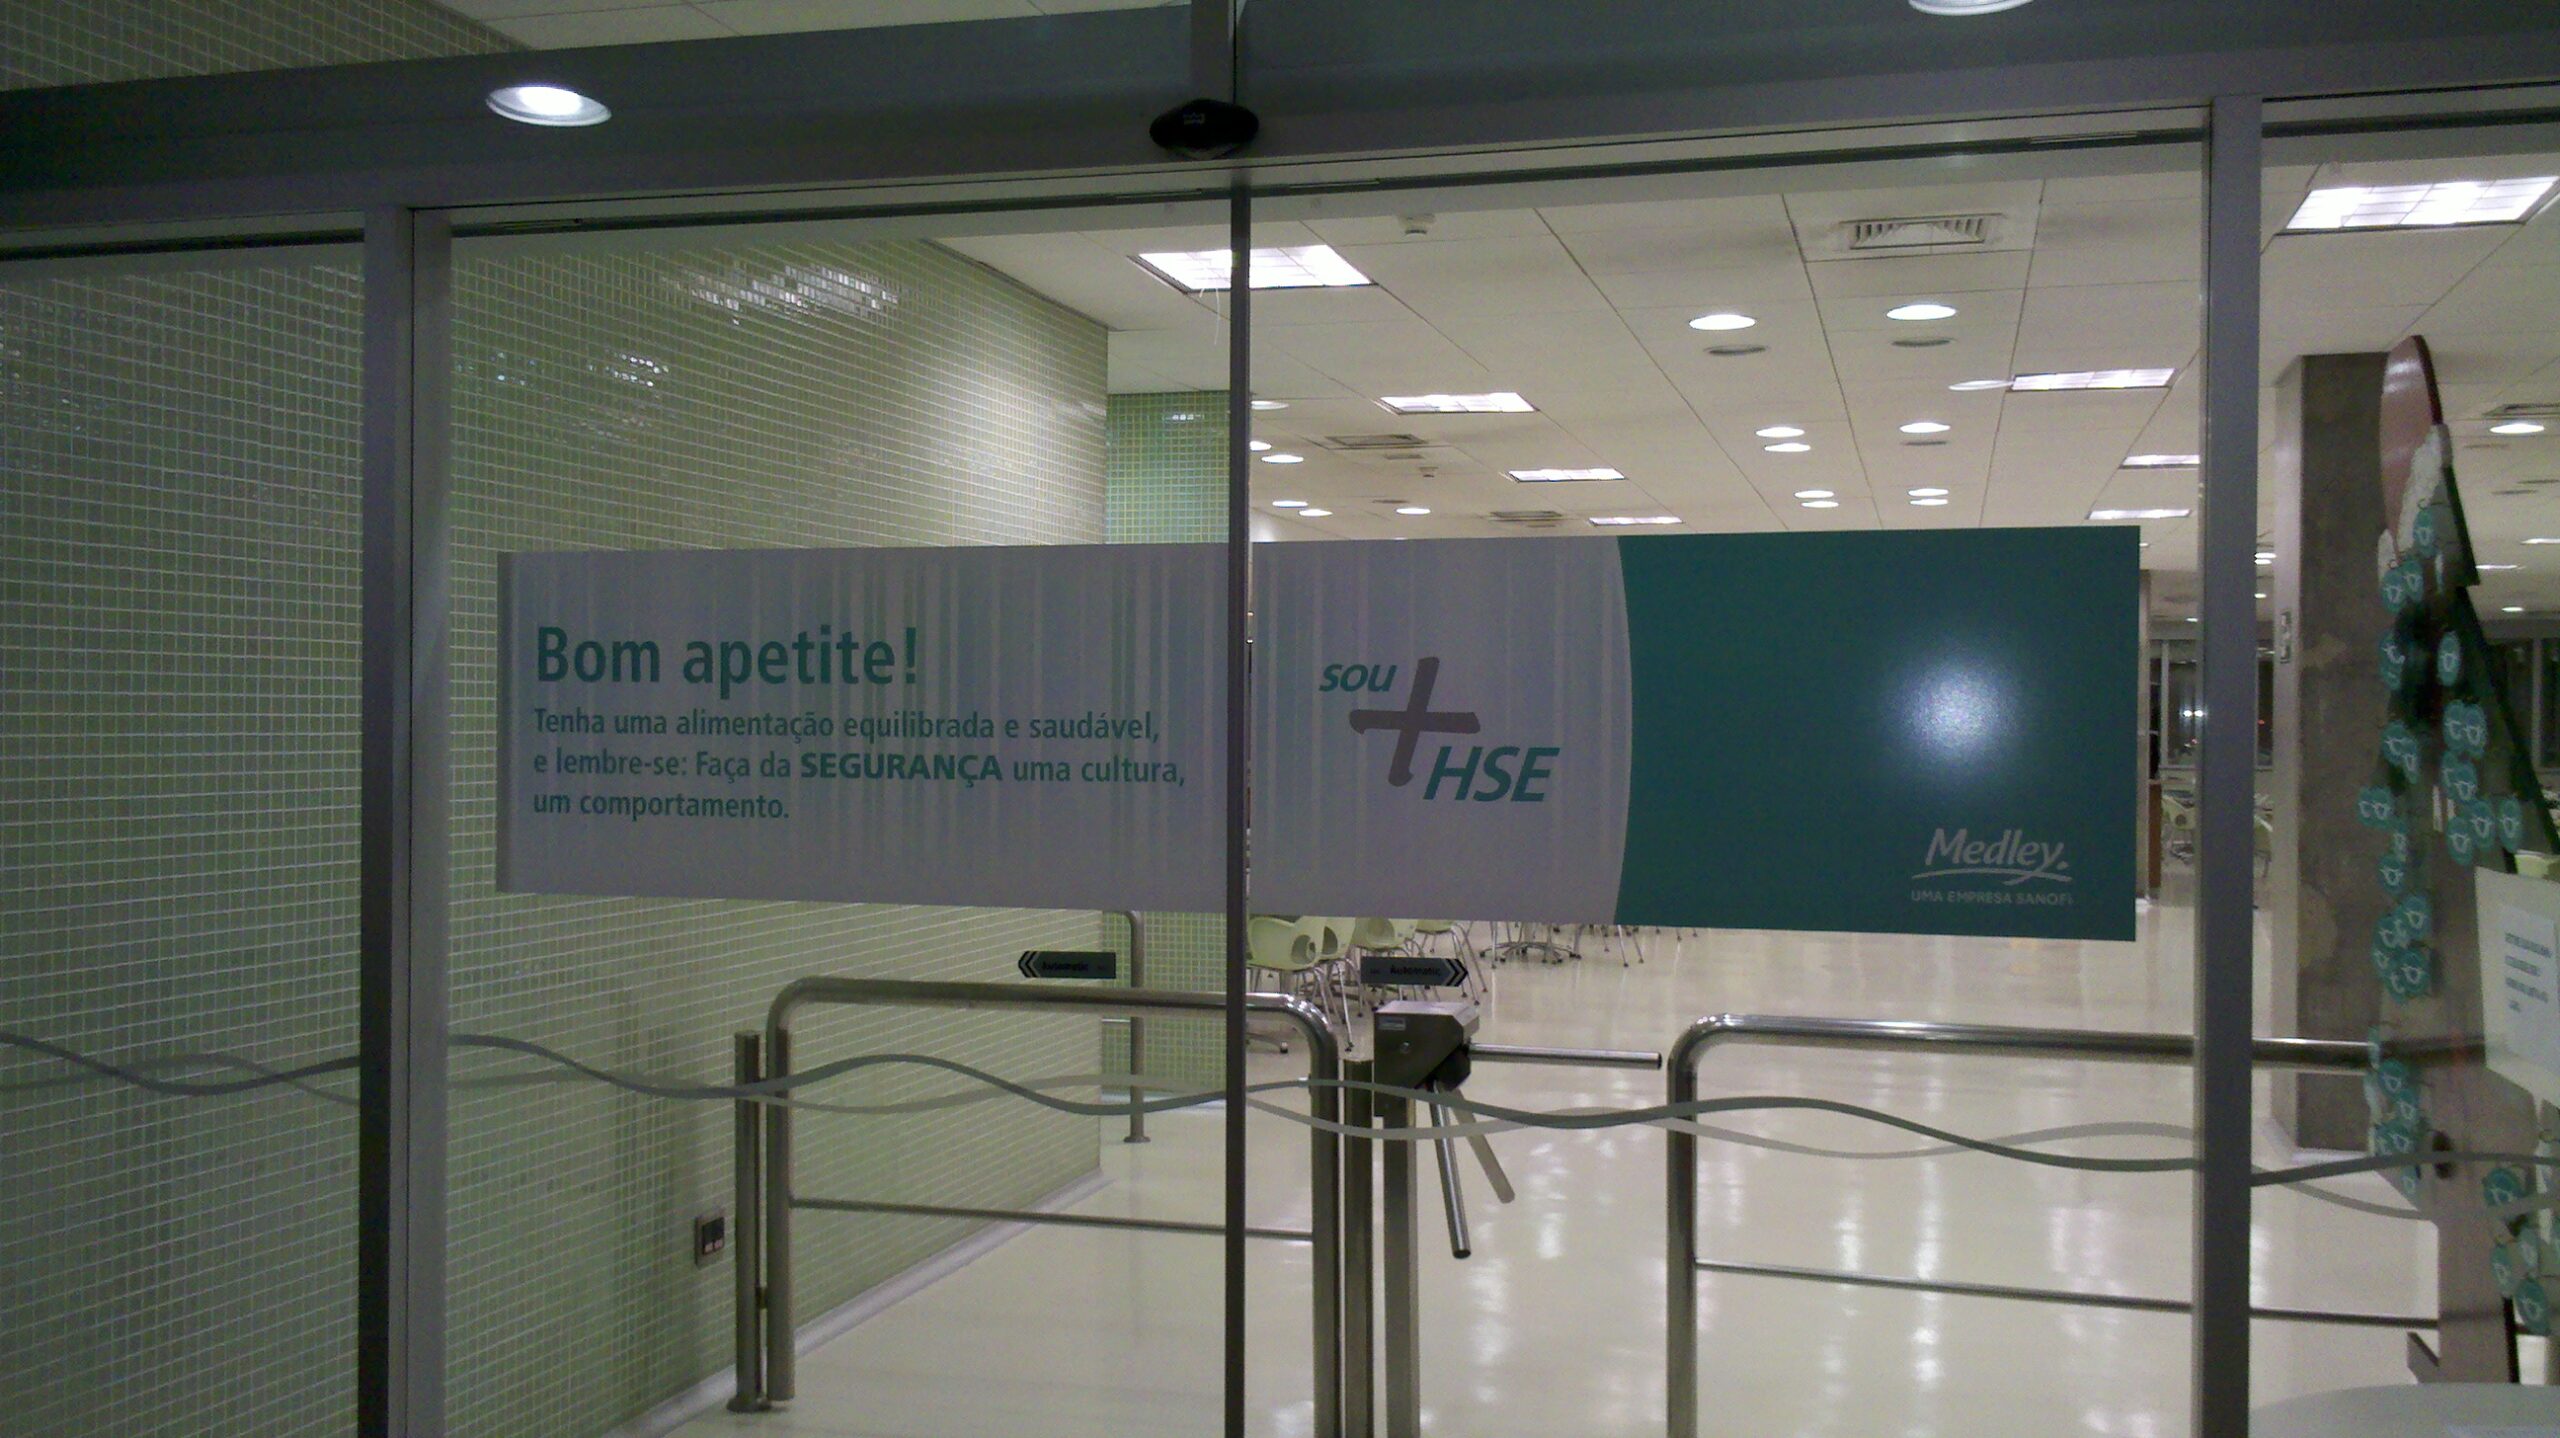 Bom apetite!
Tenha uma alimentação equilibrada e saudável,
e lembre-se: Faça da SEGURANÇA uma cultura,
um comportamento.
sou
+HSE
Medley.
UMA EMPRESA SANOFI
Automatic
Automatic